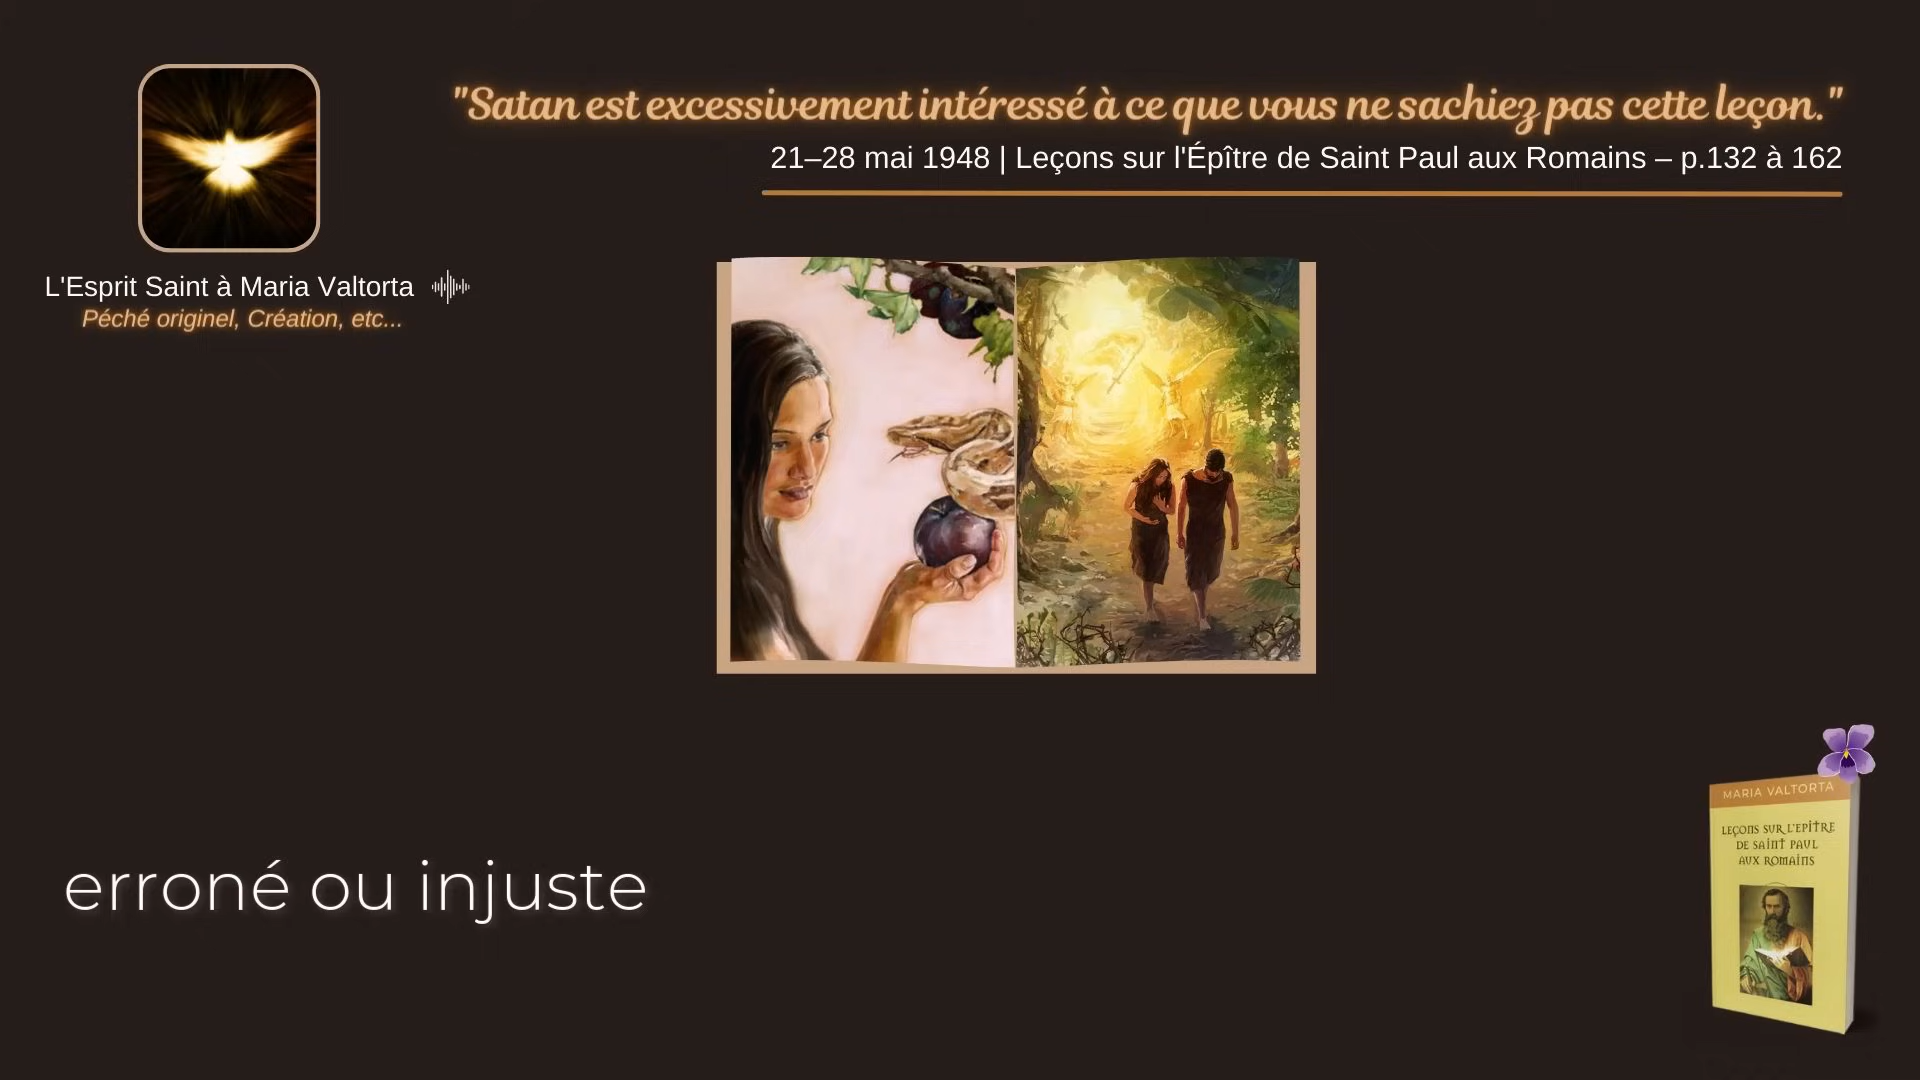 "Satan est excessivement intéressé à ce que vous ne sachiez pas cette leçon."
21–28 mai 1948 | Leçons sur l'Épître de Saint Paul aux Romains – p.132 à 162
L'Esprit Saint à Maria Valtorta
Péché originel, Création, etc...
erroné ou injuste
MARIA VALTORTA
LEÇONS SUR L'EPÎTRE
DE SAINT PAUL
AUX ROMAINS